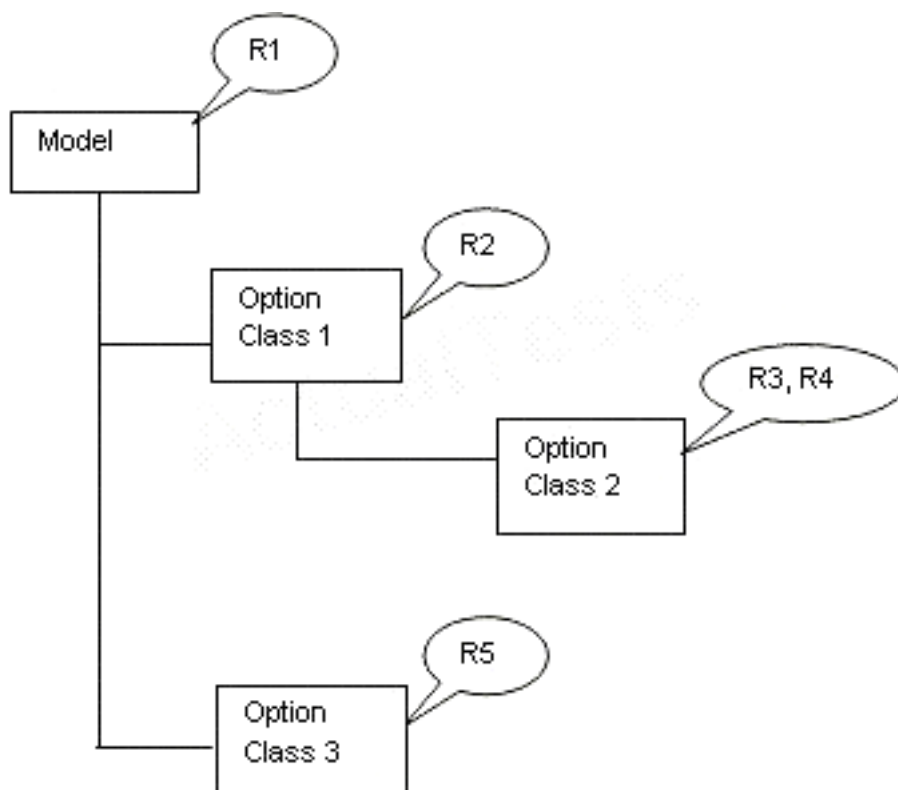 R1
Model
R2
Option
Class 1
R3, R4
Option
Class 2
R5
Option
Class 3